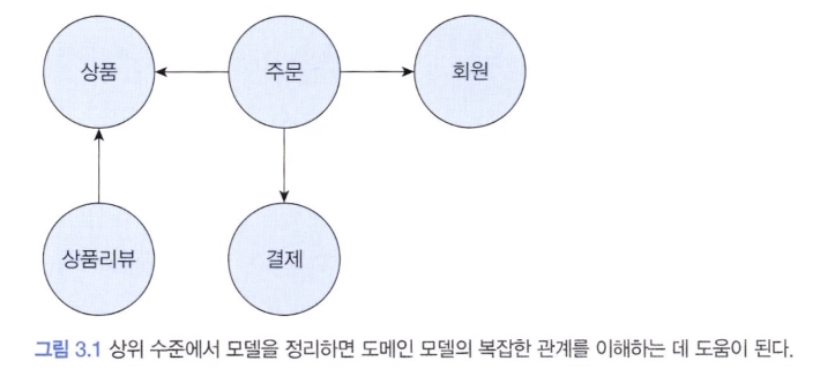 상품
주문
회원
상품리뷰
결제
그림 3.1 상위 수준에서 모델을 정리하면 도메인 모델의 복잡한 관계를 이해하는 데 도움이 된다.